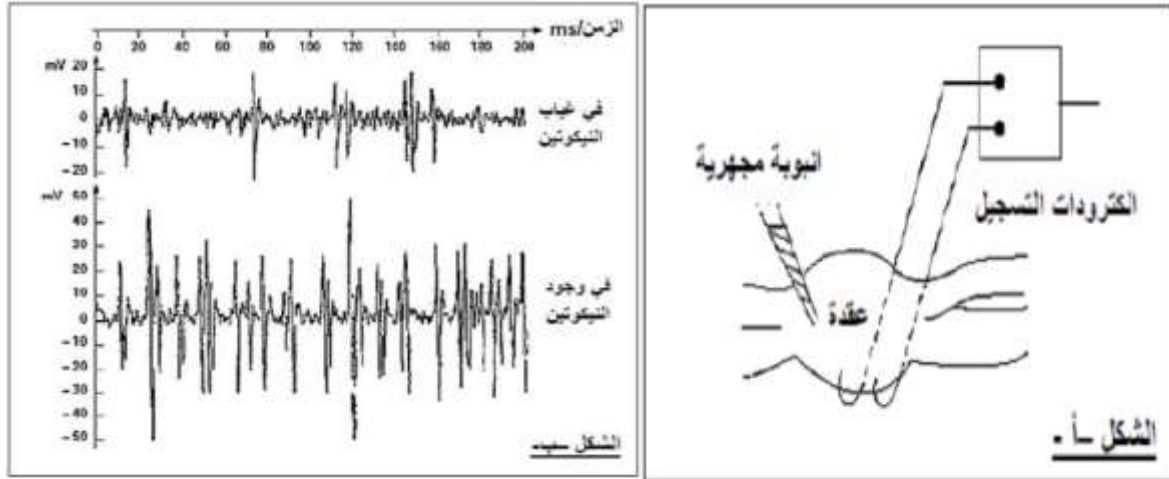 الزمن/ms
0 20 40 60 80 100 120 140 160 180 200
mV 20
10
0
-10
-20
في غياب
النيكوتين
mV 50
40
30
20
10
0
-10
-20
-30
-40
-50
في وجود
النيكوتين
الشكل -ب-
انبوبة مجهرية
الكترودات التسجيل
عقدة
الشكل -أ-